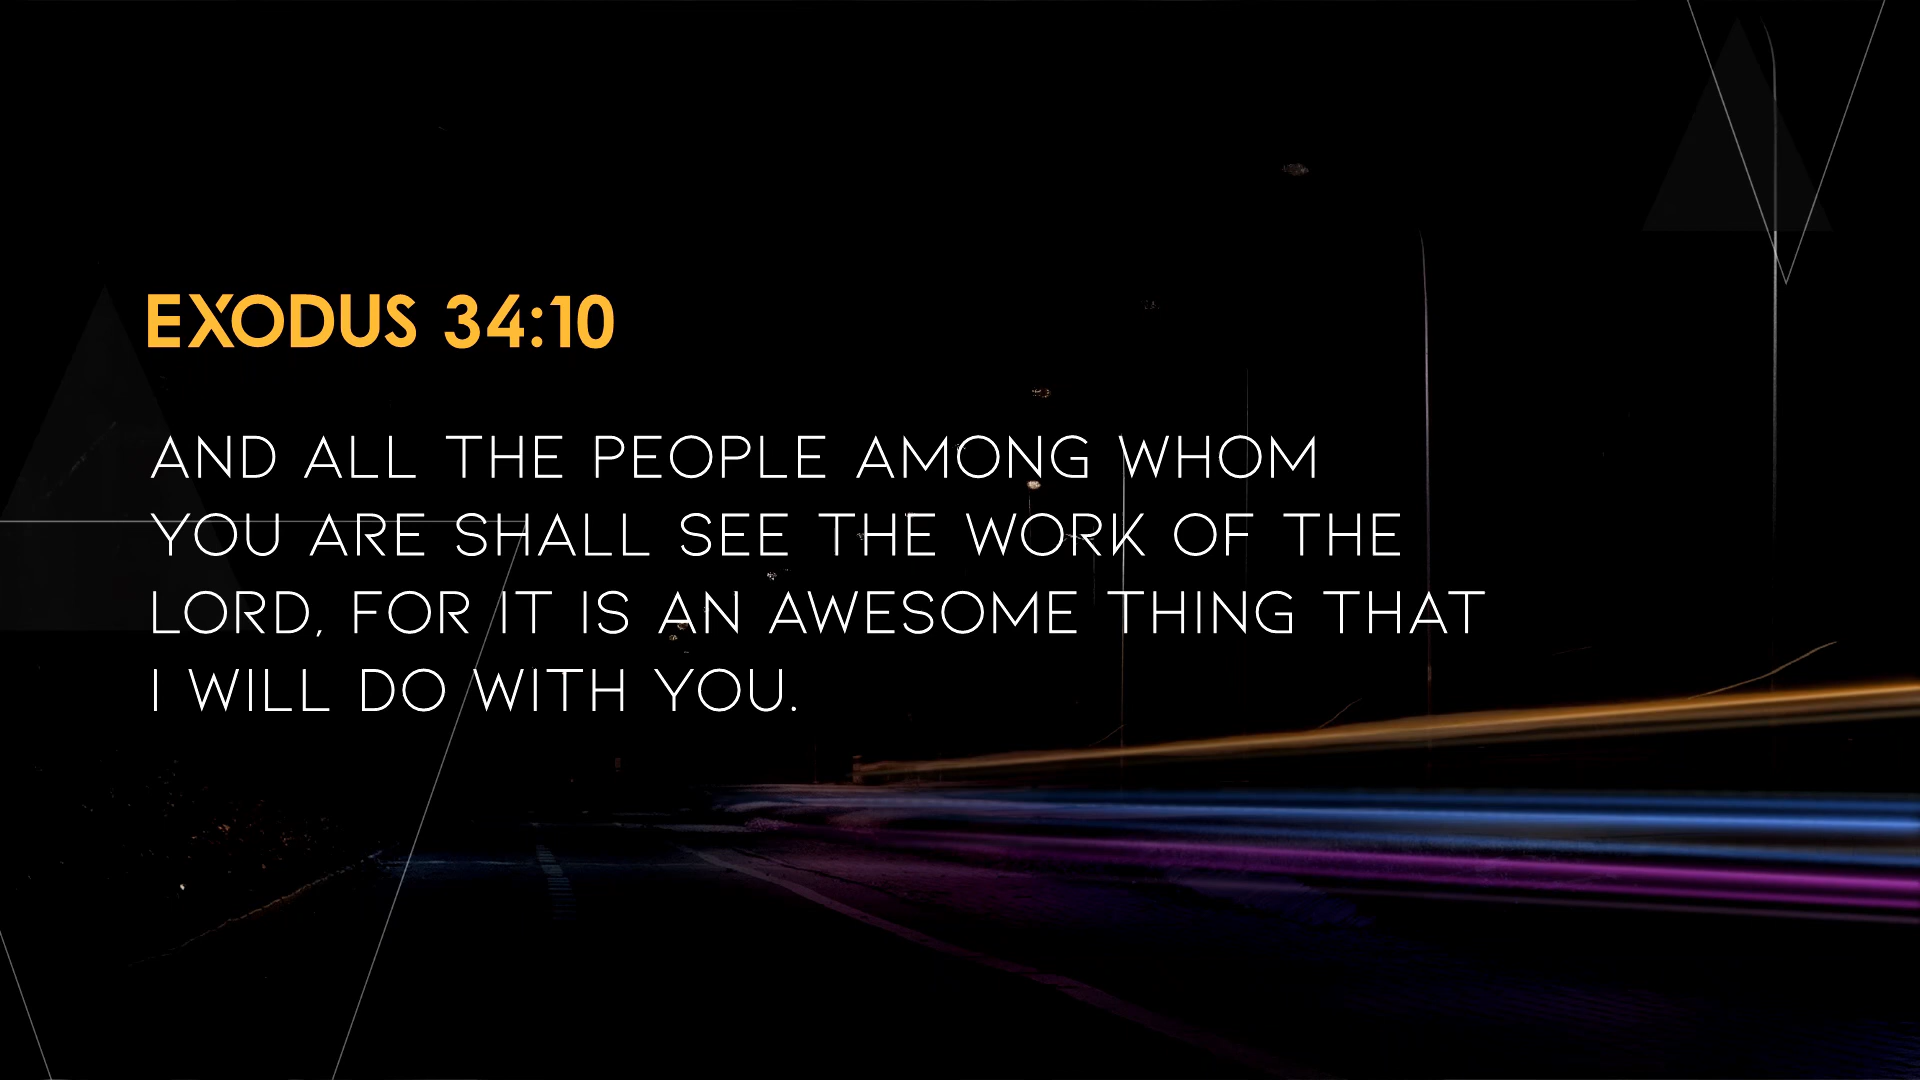 EXODUS 34:10
AND ALL THE PEOPLE AMONG WHOM
YOU ARE SHALL SEE THE WORK OF THE
LORD, FOR IT IS AN AWESOME THING THAT
I WILL DO WITH YOU.